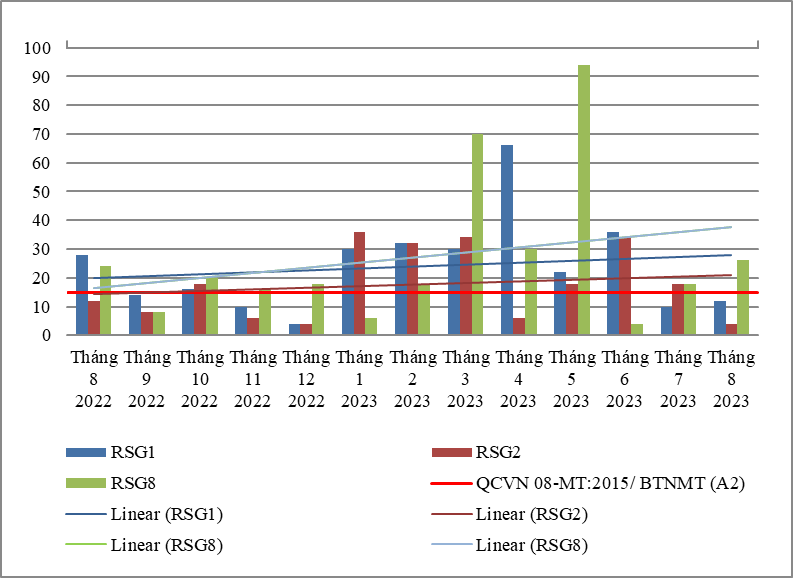 100
90
80
70
60
50
40
30
20
10
0
Tháng Tháng Tháng Tháng Tháng Tháng Tháng Tháng Tháng Tháng Tháng Tháng Tháng
8 9 10 11 12 1 2 3 4 5 6 7 8
2022 2022 2022 2022 2022 2023 2023 2023 2023 2023 2023 2023 2023
RSG1 RSG2
RSG8 QCVN 08-MT:2015/ BTNMT (A2)
Linear (RSG1) Linear (RSG2)
Linear (RSG8) Linear (RSG8)